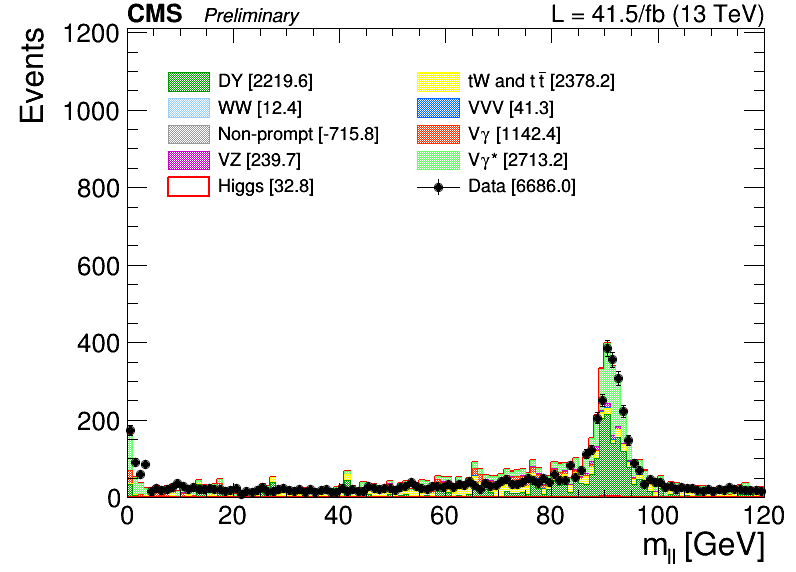 CMS Preliminary L = 41.5/fb (13 TeV)
Events
1200
1000
800
600
400
200
0
DY [2219.6]
WW [12.4]
Non-prompt [-715.8]
VZ [239.7]
Higgs [32.8]
tW and tt̄ [2378.2]
VVV [41.3]
Vγ [1142.4]
Vγ* [2713.2]
Data [6686.0]
0 20 40 60 80 100 120
m_ll [GeV]